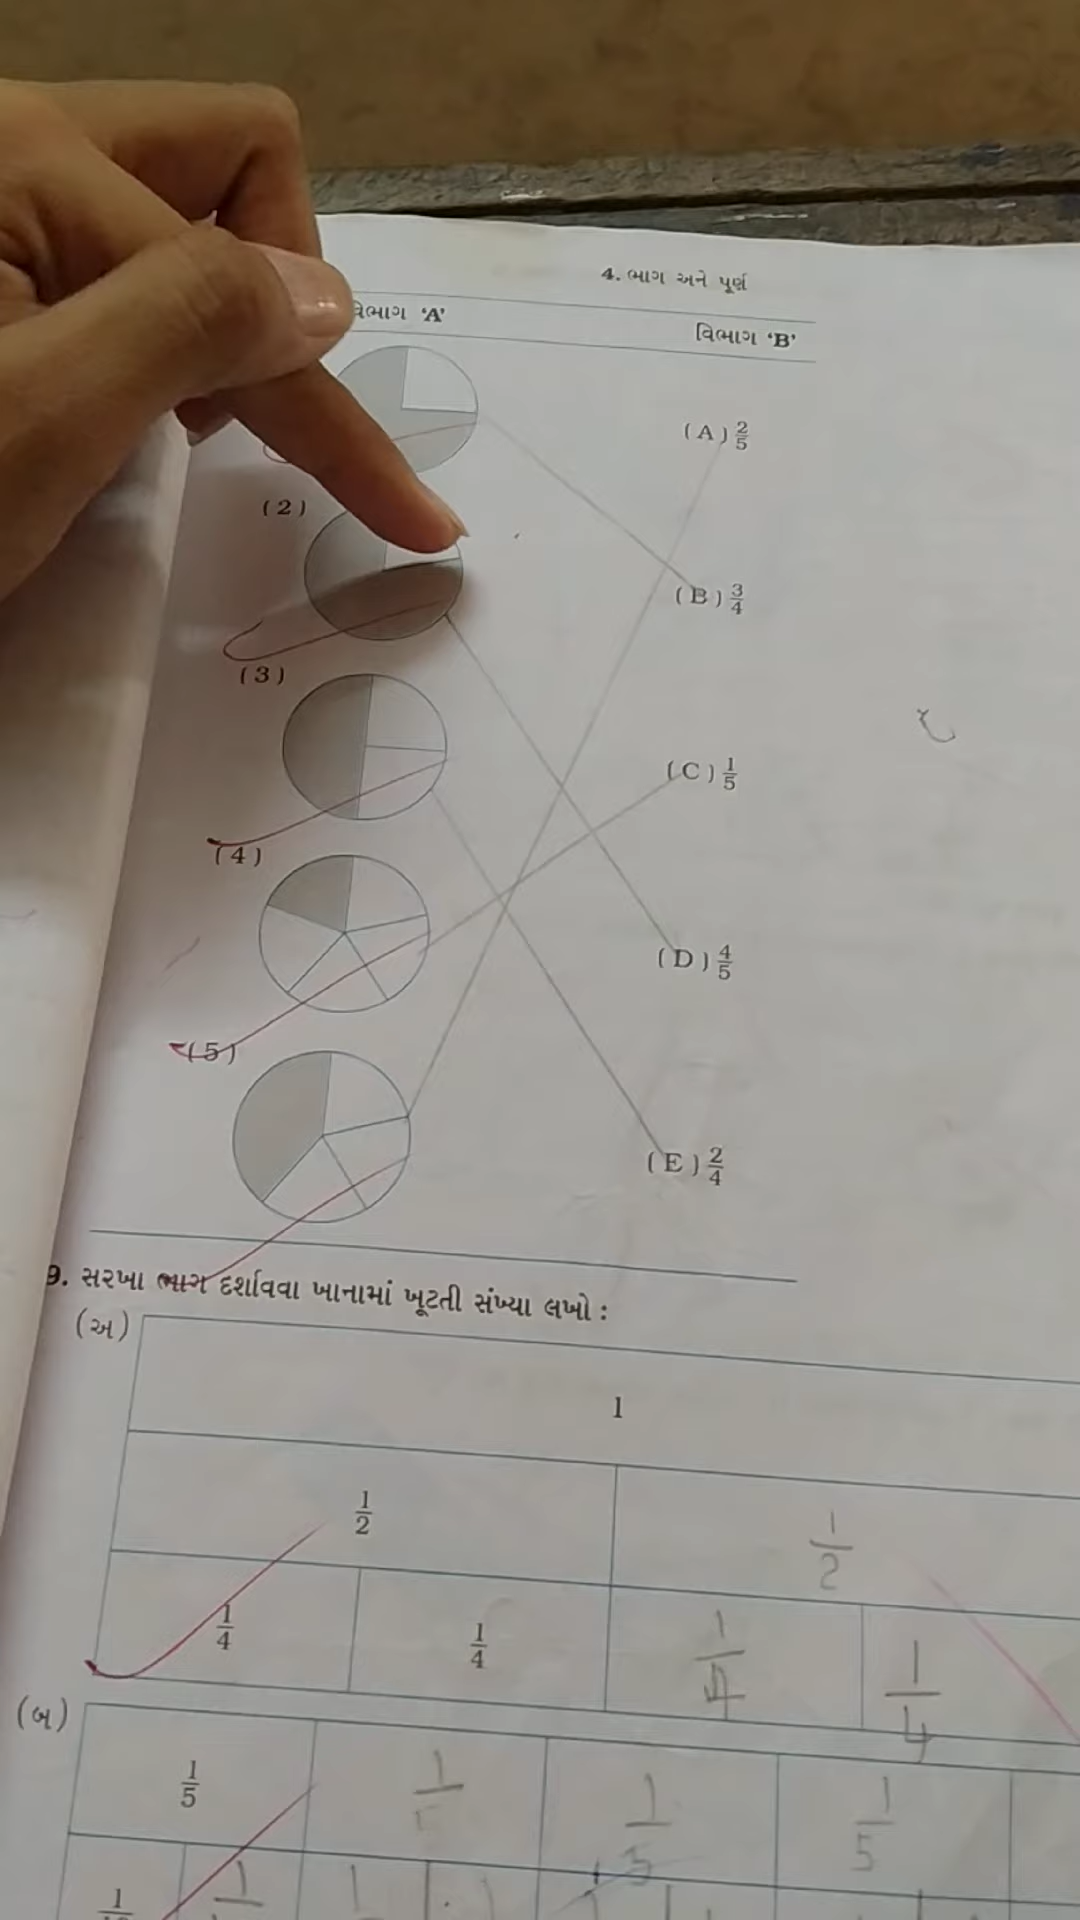 4. ભાગ અને પૂર્ણ
વિભાગ 'A'
વિભાગ 'B'
(A) 2/5
(2)
(B) 3/4
(3)
(C) 1/5
(4)
(D) 4/5
(5)
(E) 2/4
9. સરખા ભાગ દર્શાવવા ખાનામાં ખૂટતી સંખ્યા લખો :
(અ)
1
1/2 1/2
1/4 1/4 1/4 1/4
(બ)
1/5 1/5 1/5 1/5